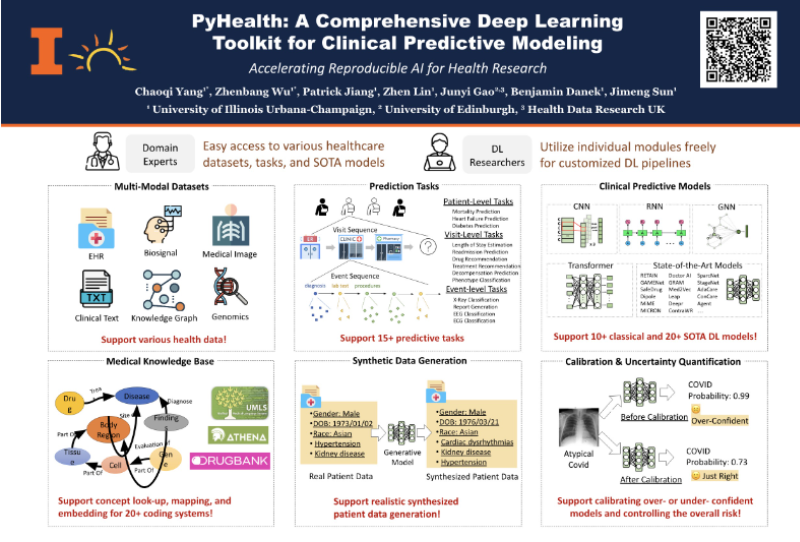 PyHealth: A Comprehensive Deep Learning
Toolkit for Clinical Predictive Modeling
Accelerating Reproducible AI for Health Research
Chaoqi Yang¹*, Zhenbang Wu¹*, Patrick Jiang¹, Zhen Lin¹, Junyi Gao²,³, Benjamin Danek¹, Jimeng Sun¹
¹ University of Illinois Urbana-Champaign, ² University of Edinburgh, ³ Health Data Research UK
Domain
Experts
Easy access to various healthcare
datasets, tasks, and SOTA models
DL
Researchers
Utilize individual modules freely
for customized DL pipelines
Multi-Modal Datasets
EHR
Biosignal
Medical Image
TXT
Clinical Text
Knowledge Graph
Genomics
Support various health data!
Prediction Tasks
Visit Sequence
ER
CLINIC
Pharmacy
?
Event Sequence
diagnosis
lab test
procedures
Patient-Level Tasks
Mortality Prediction
Heart Failure Prediction
Diabetes Prediction
Visit-Level Tasks
Length of Stay Estimation
Readmission Prediction
Drug Recommendation
Treatment Recommendation
Decompensation Prediction
Phenotype Classification
Event-level Tasks
X-Ray Classification
Report Generation
EEG Classification
ECG Classification
Support 15+ predictive tasks
Clinical Predictive Models
CNN
RNN
GNN
Transformer
State-of-the-Art Models
RETAIN Doctor AI SparcNet
GAMENet GRAM StageNet
SafeDrug Med2Vec AdaCare
Dipole Leap ConCare
MiME Deepr Agent
MICRON ContraWR ...
Support 10+ classical and 20+ SOTA DL models!
Medical Knowledge Base
Dru
g
Treat
Disease
Diagnose
Site
Finding
Body
Region
Part Of
Evaluation of
Tissu
e
Part Of
Cell
Part Of
Gen
e
UMLS
ATHENA
DRUGBANK
Support concept look-up, mapping, and
embedding for 20+ coding systems!
Synthetic Data Generation
•Gender: Male
•DOB: 1973/01/02
•Race: Asian
•Hypertension
•Kidney disease
Real Patient Data
Generative
Model
•Gender: Male
•DOB: 1976/03/21
•Race: Asian
•Cardiac dysrhythmias
•Kidney disease
•Hypertension
Synthesized Patient Data
Support realistic synthesized
patient data generation!
Calibration & Uncertainty Quantification
Atypical
Covid
Before Calibration
COVID
Probability: 0.99
Over-Confident
After Calibration
COVID
Probability: 0.73
Just Right
Support calibrating over- or under- confident
models and controlling the overall risk!